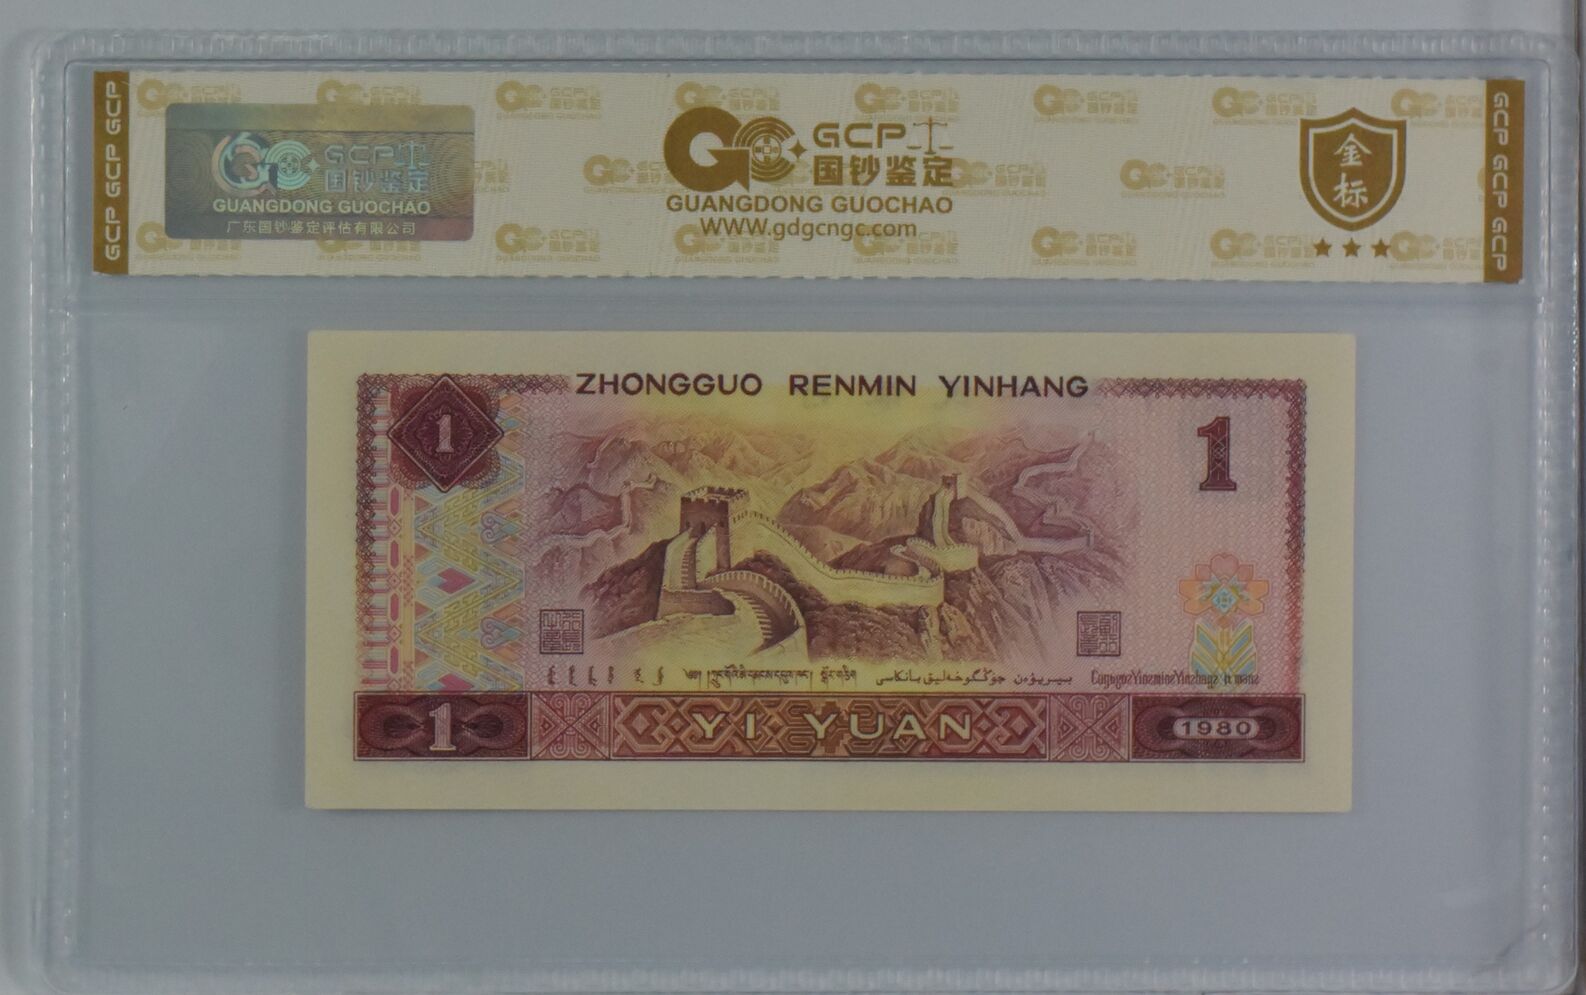 GCP GCP GCP
GCP
国钞鉴定
GUANGDONG GUOCHAO
广东国钞鉴定评估有限公司
GCP
国钞鉴定
GUANGDONG GUOCHAO
WWW.gdgcngc.com
金标
GCP GCP GCP
ZHONGGUO RENMIN YINHANG
1
1
1
YI YUAN
1980